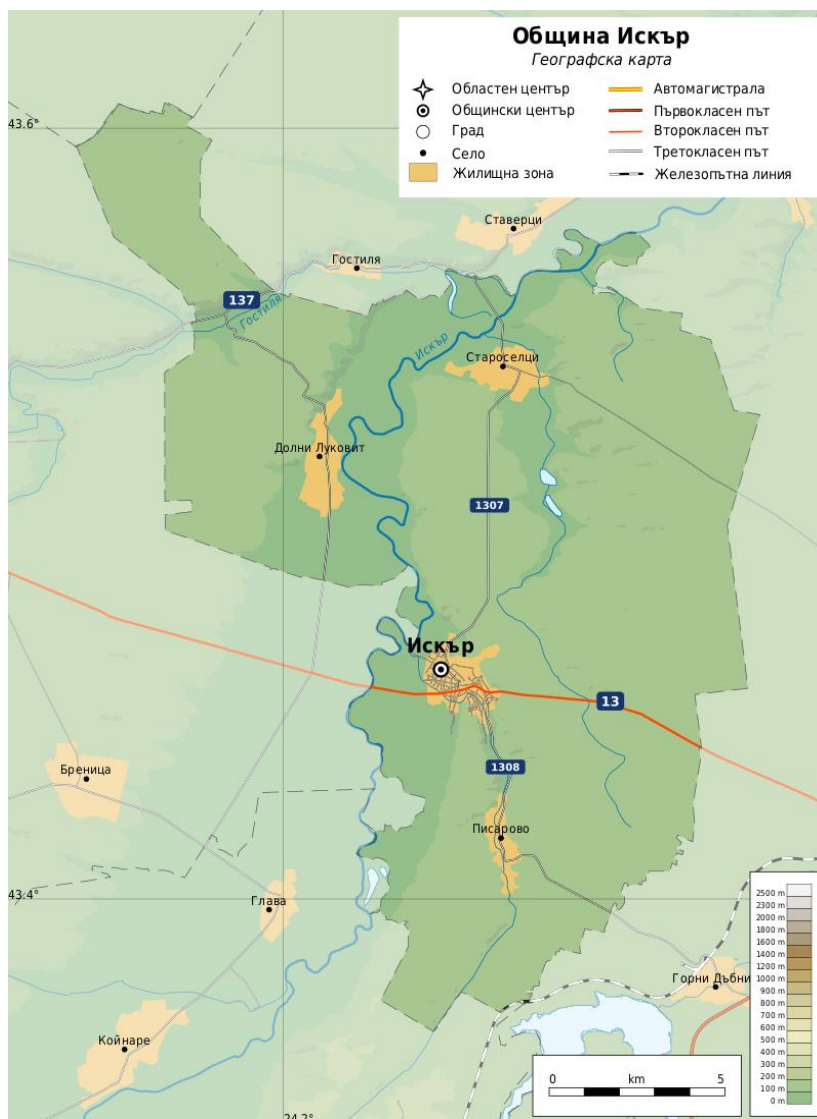 Община Искър
Географска карта
Областен център
Общински център
Град
Село
Жилищна зона
Автомагистрала
Първокласен път
Второкласен път
Третокласен път
Железопътна линия
43.6°
Ставерци
Гостиля
137
Гостиля
Искър
Староселци
Долни Луковит
1307
Искър
13
1308
Бреница
Писарово
43.4°
Глава
Горни Дъбни
Койнаре
2500 m
2300 m
2000 m
1800 m
1600 m
1400 m
1200 m
1000 m
900 m
800 m
700 m
600 m
500 m
400 m
300 m
200 m
100 m
0 m
0 km 5
24.2°